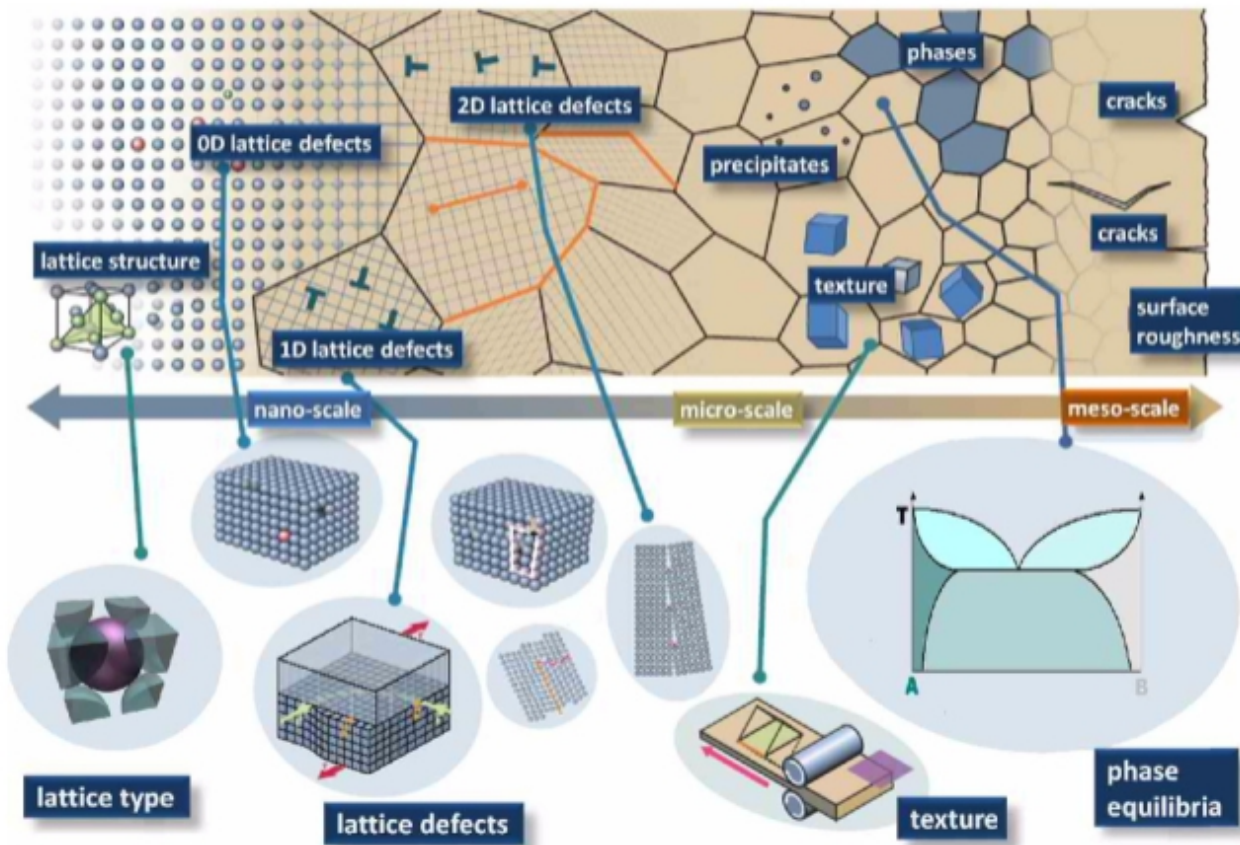 phases
2D lattice defects
cracks
0D lattice defects
precipitates
cracks
lattice structure
texture
surface
roughness
1D lattice defects
nano-scale
micro-scale
meso-scale
T
A
B
lattice type
lattice defects
texture
phase
equilibria